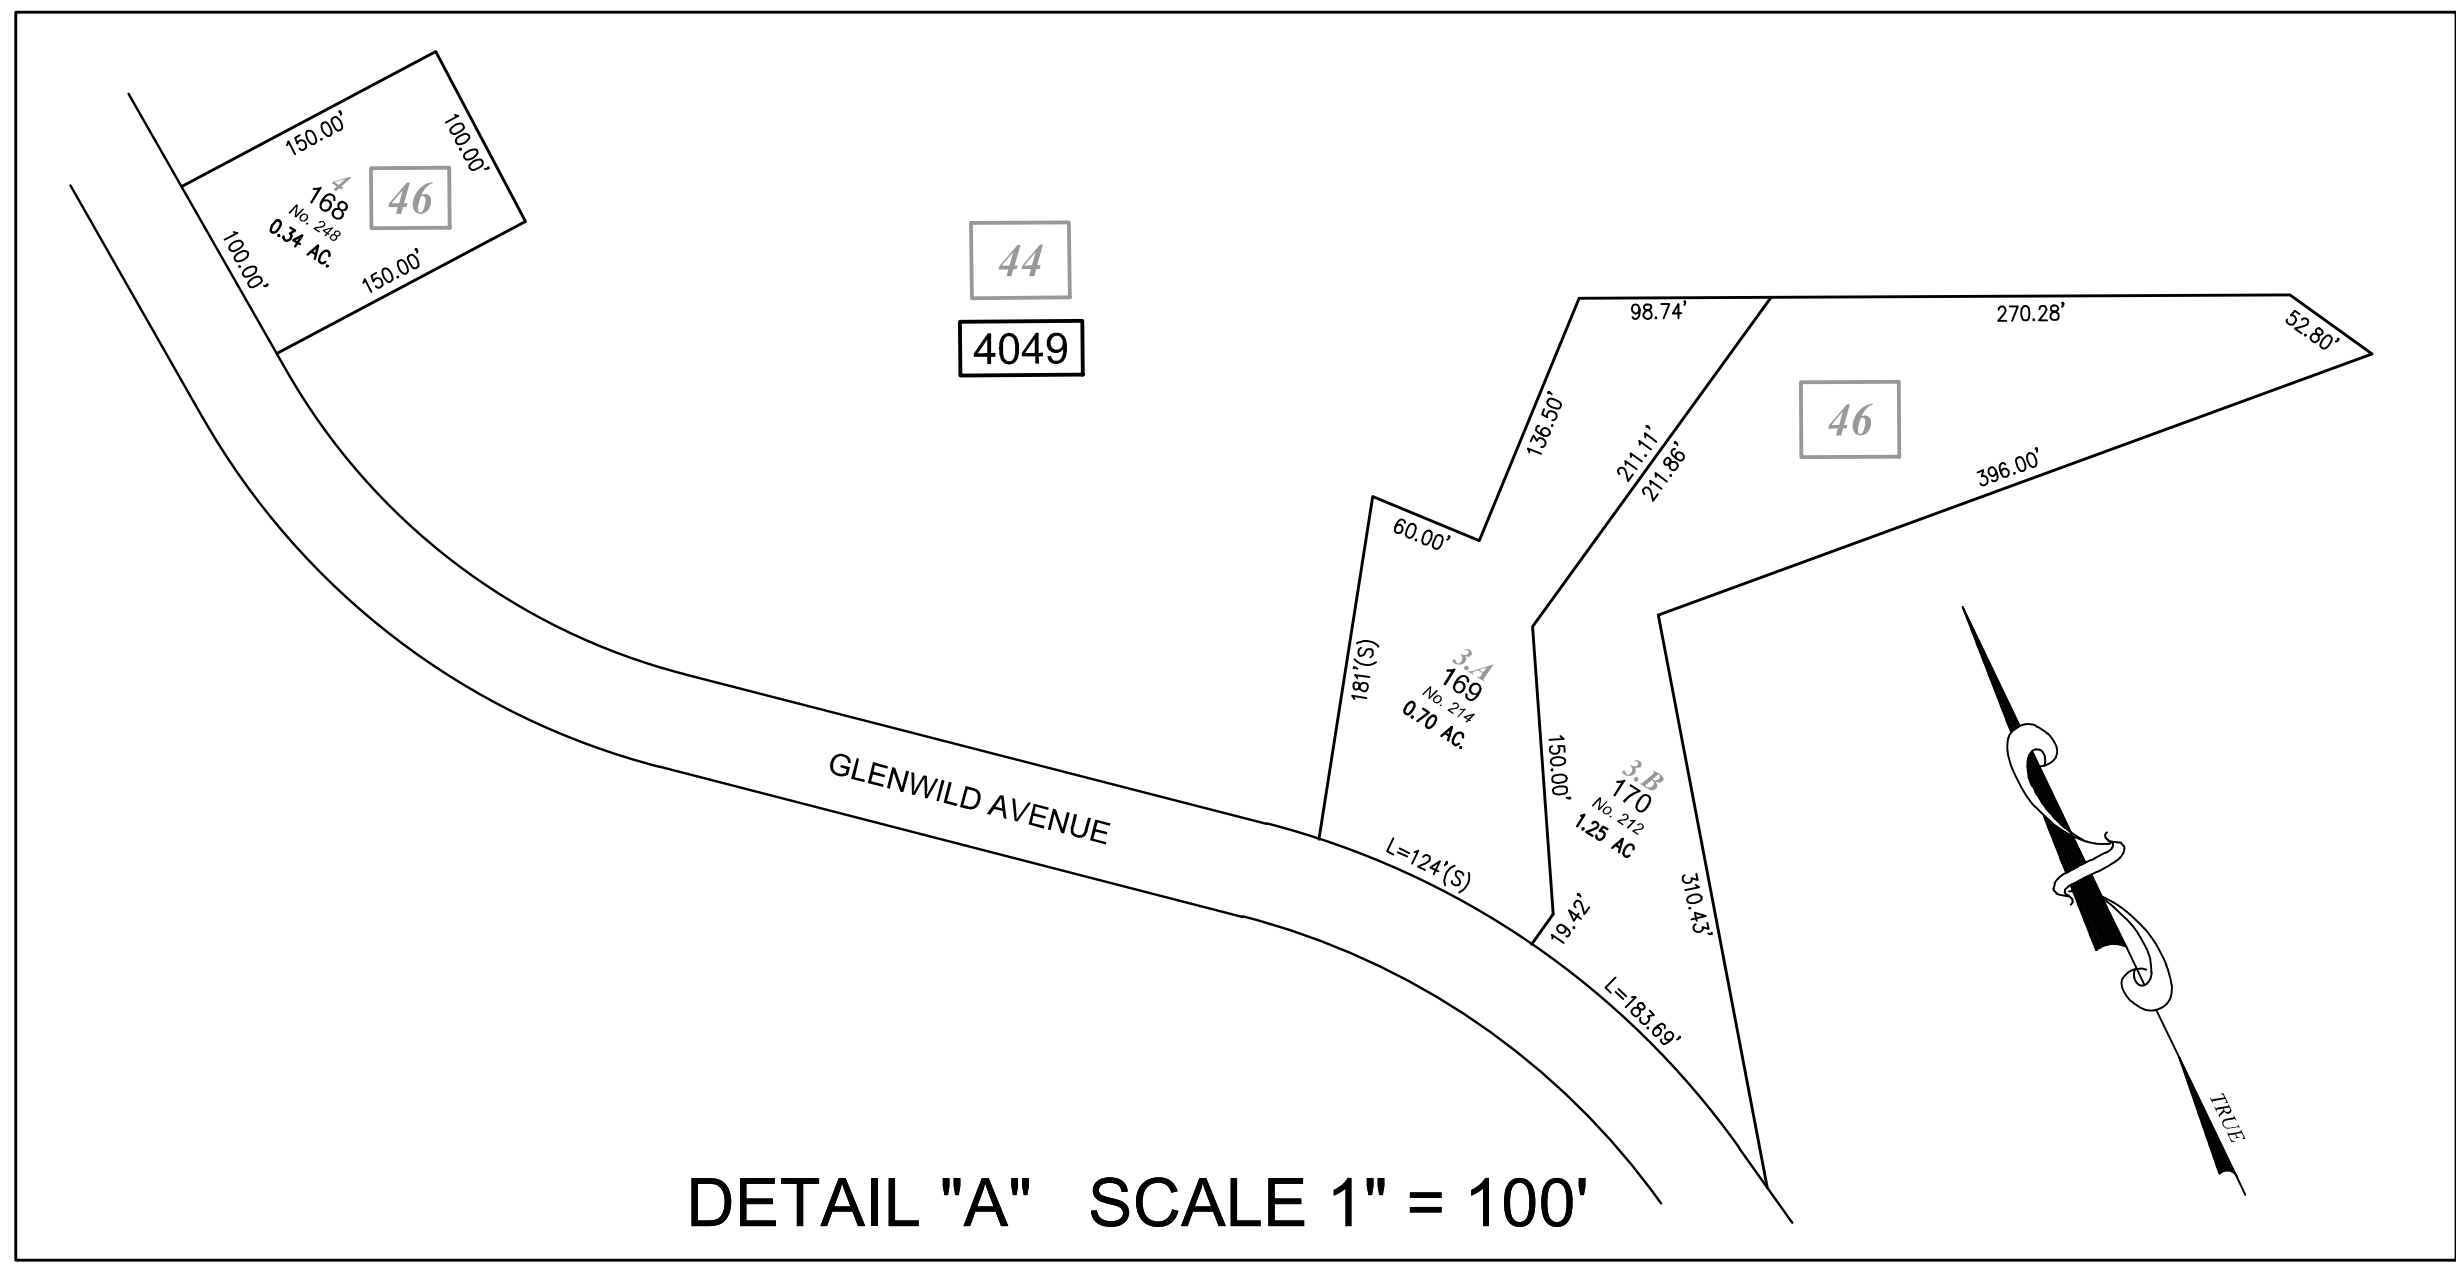 150.00'
100.00'
4
168
No. 248
0.34 AC.
46
100.00'
150.00'
44
4049
98.74'
270.28'
52.80'
136.50'
211.11'
211.86'
46
396.00'
60.00'
181'(S)
3.A
169
No. 214
0.70 AC.
150.00'
3.B
170
No. 212
1.25 AC
310.43'
GLENWILD AVENUE
L=124'(S)
19.42'
L=183.69'
TRUE
DETAIL "A" SCALE 1" = 100'